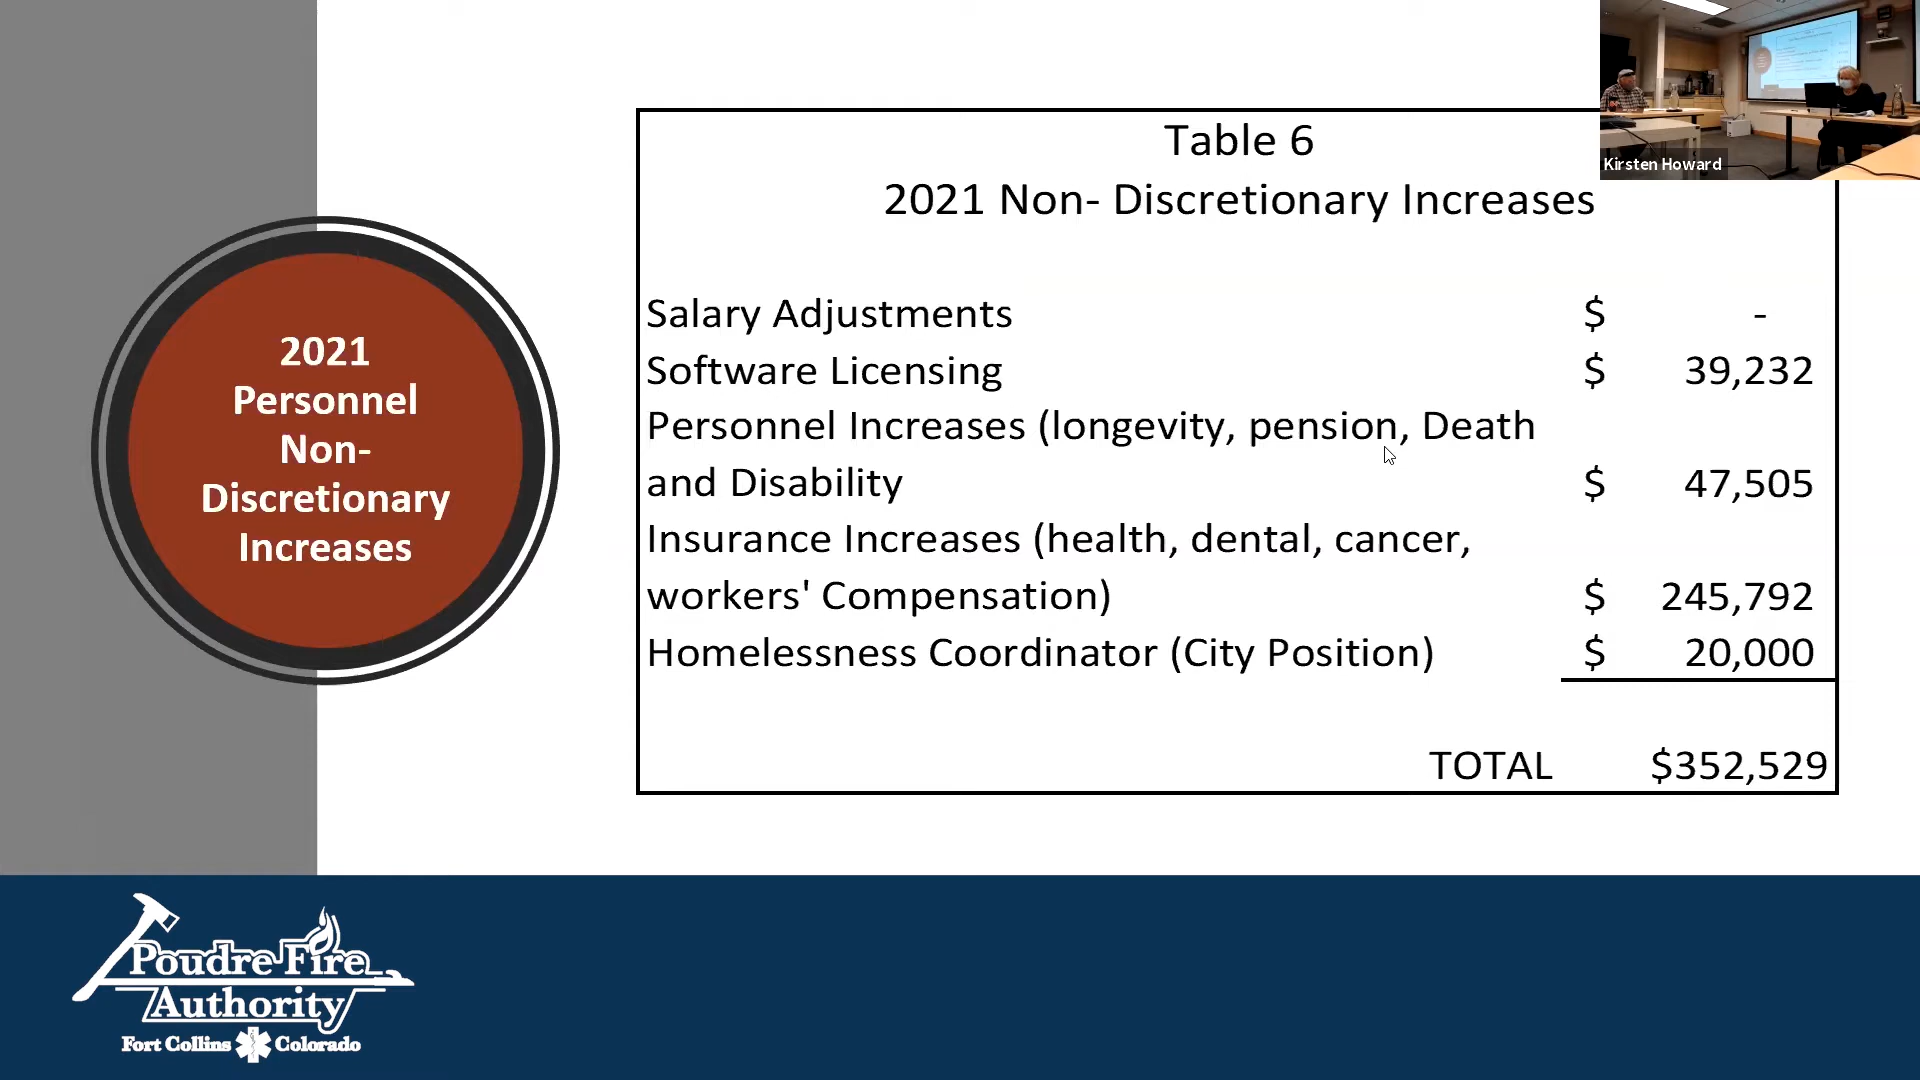 Table 6
2021 Non- Discretionary Increases
Salary Adjustments $ -
Software Licensing $ 39,232
Personnel Increases (longevity, pension, Death
and Disability $ 47,505
Insurance Increases (health, dental, cancer,
workers' Compensation) $ 245,792
Homelessness Coordinator (City Position) $ 20,000
TOTAL $352,529
2021
Personnel
Non-
Discretionary
Increases
Kirsten Howard
Poudre Fire
Authority
Fort Collins Colorado